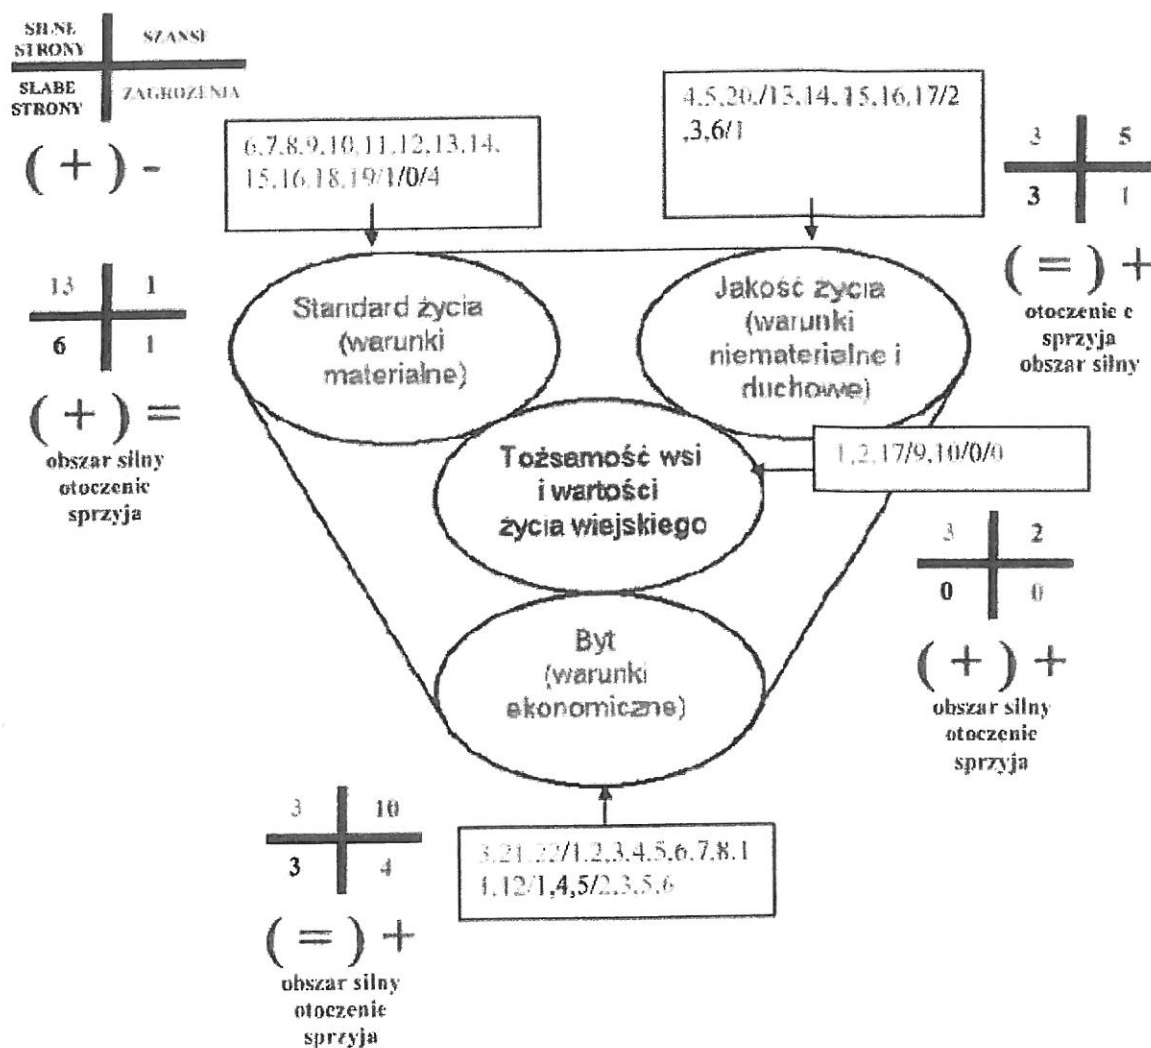 SILNE STRONY
SZANSE
SŁABE STRONY
ZAGROŻENIA
( + ) -
6,7,8,9,10,11,12,13,14,
15,16,18,19/1/0/4
4,5,20,/13,14,15,16,17/2
,3,6/1
3 5
3 1
( = ) +
otoczenie c
sprzyja
obszar silny
13 1
6 1
( + ) =
obszar silny
otoczenie
sprzyja
Standard życia
(warunki
materialne)
Jakość życia
(warunki
niematerialne i
duchowe)
Tożsamość wsi
i wartości
życia wiejskiego
1,2,17/9,10/0/0
3 2
0 0
( + ) +
obszar silny
otoczenie
sprzyja
Byt
(warunki
ekonomiczne)
3 10
3 4
( = ) +
obszar silny
otoczenie
sprzyja
3,21,22/1,2,3,4,5,6,7,8,1
1,12/1,4,5/2,3,5,6